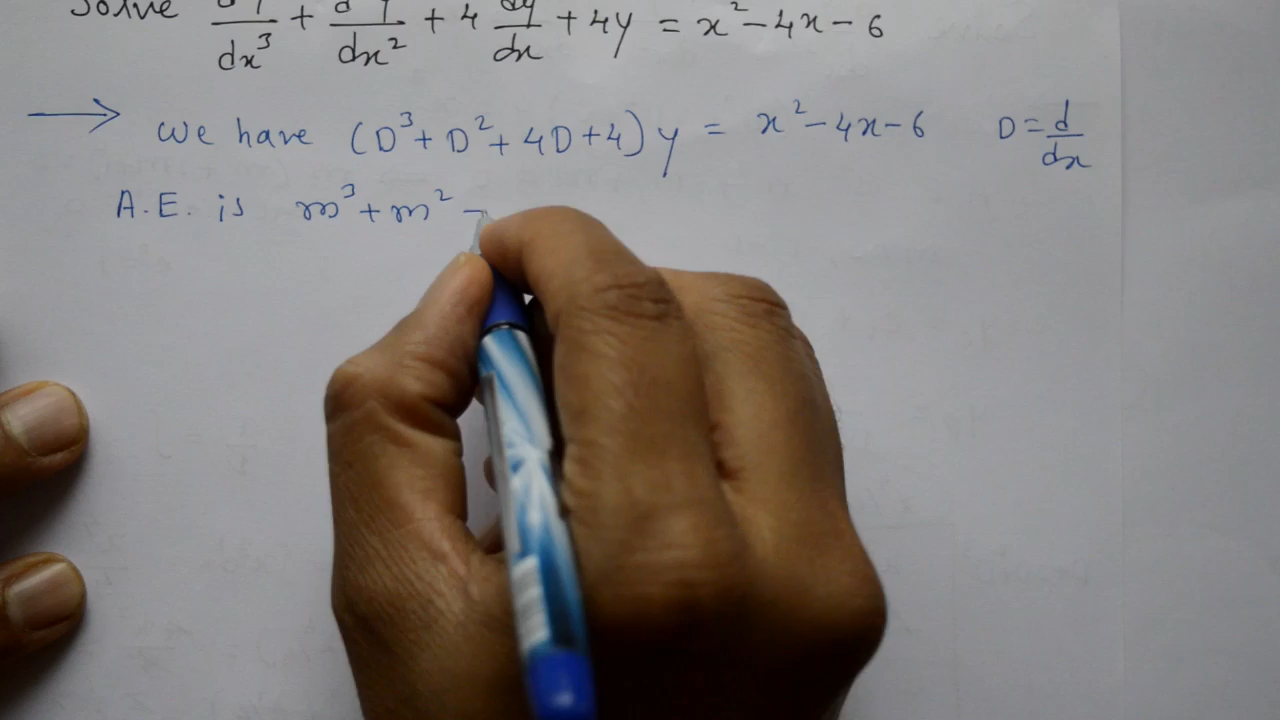 Solve d³y/dx³ + d²y/dx² + 4 dy/dx + 4y = x² - 4x - 6
→ We have (D³ + D² + 4D + 4) y = x² - 4x - 6 D = d/dx
A.E. is m³ + m²